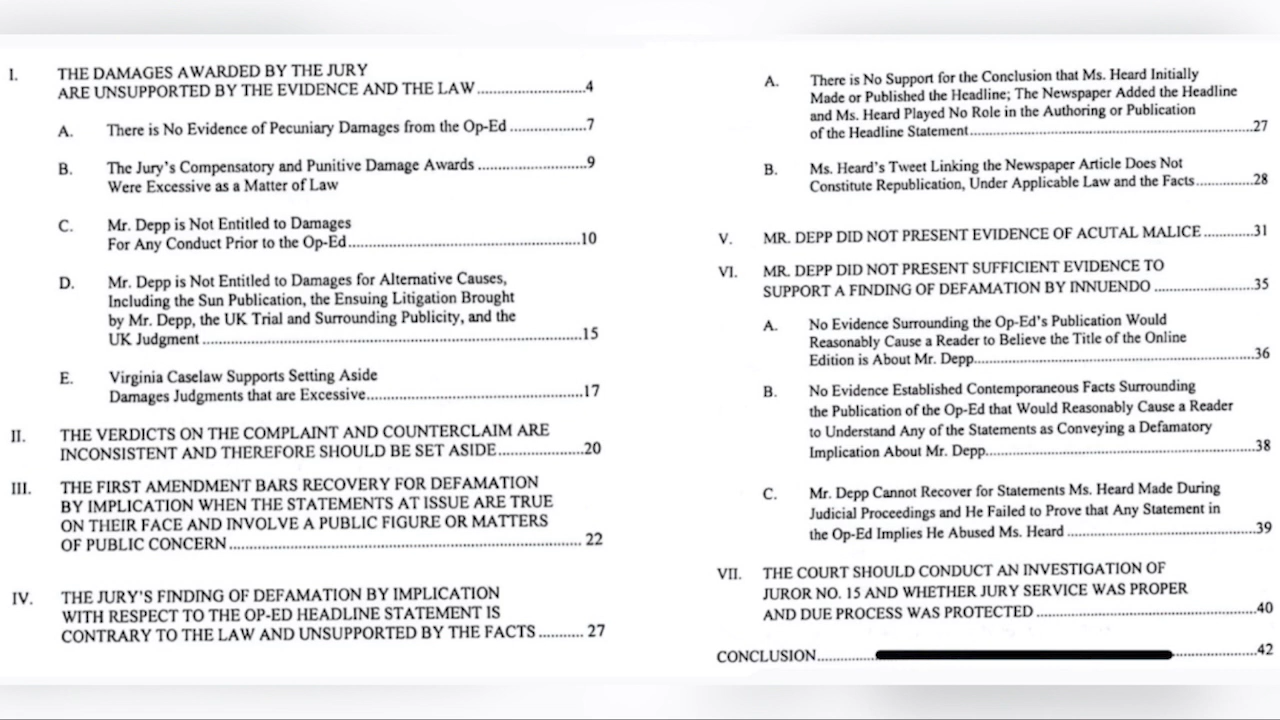 I. THE DAMAGES AWARDED BY THE JURY
ARE UNSUPPORTED BY THE EVIDENCE AND THE LAW ........................4
A. There is No Evidence of Pecuniary Damages from the Op-Ed ..................7
B. The Jury's Compensatory and Punitive Damage Awards .........................9
Were Excessive as a Matter of Law
C. Mr. Depp is Not Entitled to Damages
For Any Conduct Prior to the Op-Ed......................................................10
D. Mr. Depp is Not Entitled to Damages for Alternative Causes,
Including the Sun Publication, the Ensuing Litigation Brought
by Mr. Depp, the UK Trial and Surrounding Publicity, and the
UK Judgment ....................................................................................15
E. Virginia Caselaw Supports Setting Aside
Damages Judgments that are Excessive..................................................17
II. THE VERDICTS ON THE COMPLAINT AND COUNTERCLAIM ARE
INCONSISTENT AND THEREFORE SHOULD BE SET ASIDE....................20
III. THE FIRST AMENDMENT BARS RECOVERY FOR DEFAMATION
BY IMPLICATION WHEN THE STATEMENTS AT ISSUE ARE TRUE
ON THEIR FACE AND INVOLVE A PUBLIC FIGURE OR MATTERS
OF PUBLIC CONCERN ................................................................................ 22
IV. THE JURY'S FINDING OF DEFAMATION BY IMPLICATION
WITH RESPECT TO THE OP-ED HEADLINE STATEMENT IS
CONTRARY TO THE LAW AND UNSUPPORTED BY THE FACTS .......... 27
A. There is No Support for the Conclusion that Ms. Heard Initially
Made or Published the Headline; The Newspaper Added the Headline
and Ms. Heard Played No Role in the Authoring or Publication
of the Headline Statement.................................................................27
B. Ms. Heard's Tweet Linking the Newspaper Article Does Not
Constitute Republication, Under Applicable Law and the Facts.............28
V. MR. DEPP DID NOT PRESENT EVIDENCE OF ACUTAL MALICE ...........31
VI. MR. DEPP DID NOT PRESENT SUFFICIENT EVIDENCE TO
SUPPORT A FINDING OF DEFAMATION BY INNUENDO ......................35
A. No Evidence Surrounding the Op-Ed's Publication Would
Reasonably Cause a Reader to Believe the Title of the Online
Edition is About Mr. Depp................................................................36
B. No Evidence Established Contemporaneous Facts Surrounding
the Publication of the Op-Ed that Would Reasonably Cause a Reader
to Understand Any of the Statements as Conveying a Defamatory
Implication About Mr. Depp..............................................................38
C. Mr. Depp Cannot Recover for Statements Ms. Heard Made During
Judicial Proceedings and He Failed to Prove that Any Statement in
the Op-Ed Implies He Abused Ms. Heard ..........................................39
VII. THE COURT SHOULD CONDUCT AN INVESTIGATION OF
JUROR NO. 15 AND WHETHER JURY SERVICE WAS PROPER
AND DUE PROCESS WAS PROTECTED ...............................................40
CONCLUSION..............................42